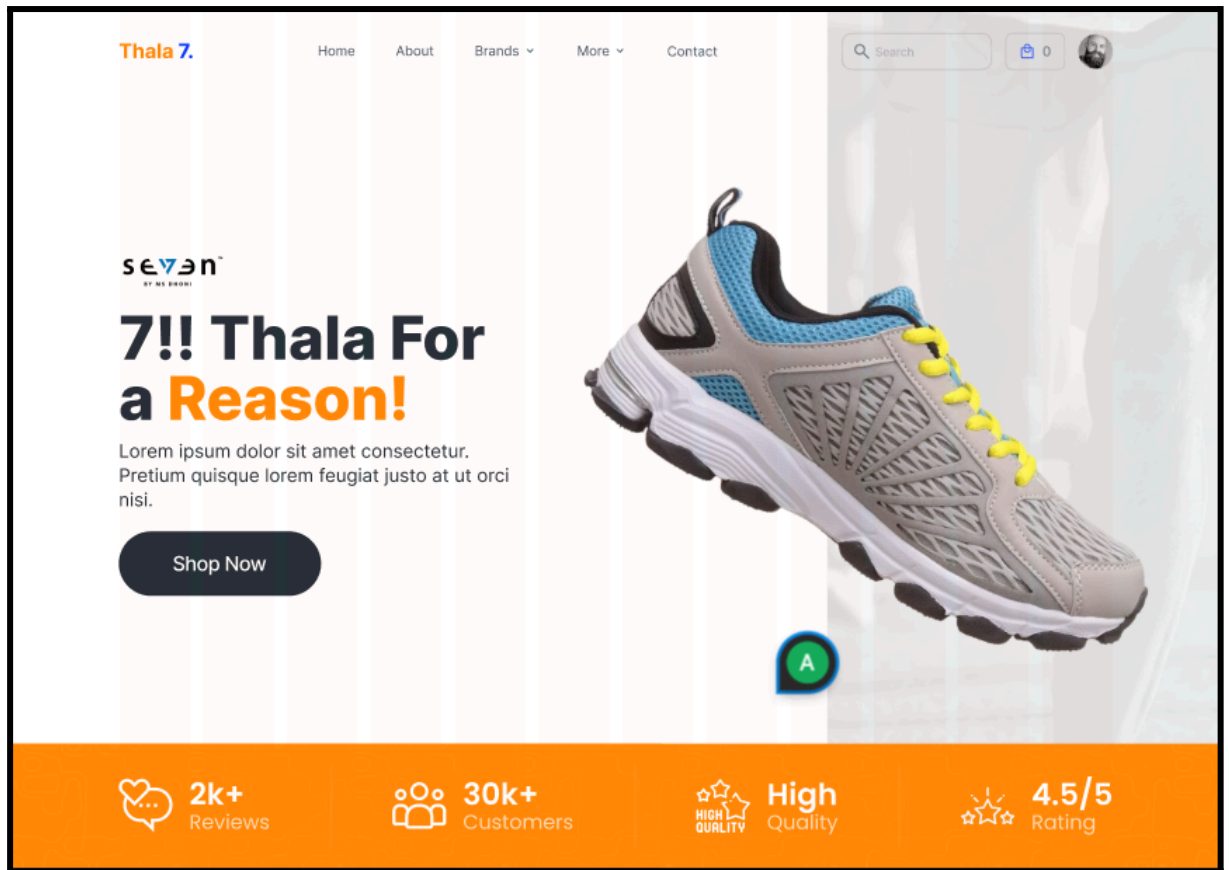 Thala 7.
Home About Brands More Contact
Search
0
seven™
BY MS DHONI
7!! Thala For
a Reason!
Lorem ipsum dolor sit amet consectetur.
Pretium quisque lorem feugiat justo at ut orci
nisi.
Shop Now
A
2k+
Reviews
30k+
Customers
HIGH
QUALITY
High
Quality
4.5/5
Rating